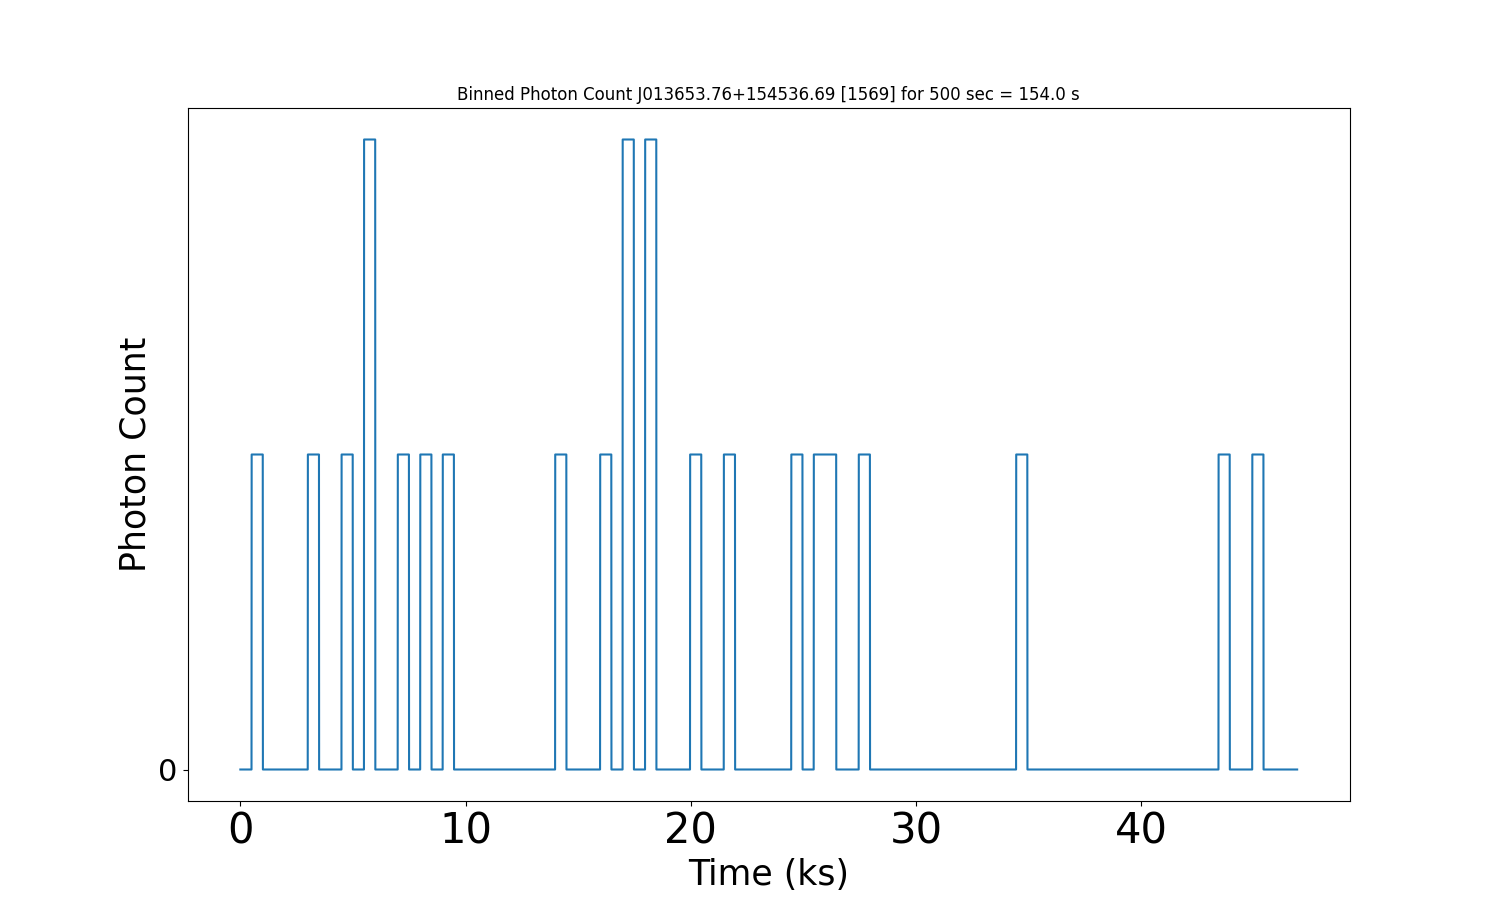 Binned Photon Count J013653.76+154536.69 [1569] for 500 sec = 154.0 s
Photon Count
0
0 10 20 30 40
Time (ks)